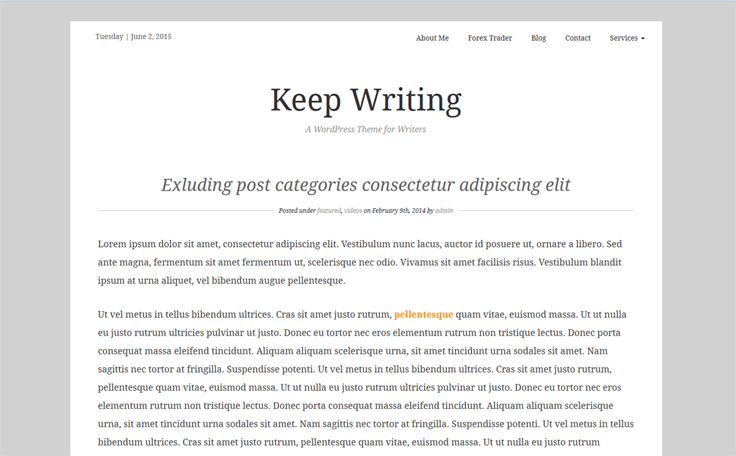 Tuesday | June 2, 2015
About Me Forex Trader Blog Contact Services
Keep Writing
A WordPress Theme for Writers
Exluding post categories consectetur adipiscing elit
Posted under featured, videos on February 9th, 2014 by admin
Lorem ipsum dolor sit amet, consectetur adipiscing elit. Vestibulum nunc lacus, auctor id posuere ut, ornare a libero. Sed
ante magna, fermentum sit amet fermentum ut, scelerisque nec odio. Vivamus sit amet facilisis risus. Vestibulum blandit
ipsum at urna aliquet, vel bibendum augue pellentesque.
Ut vel metus in tellus bibendum ultrices. Cras sit amet justo rutrum, pellentesque quam vitae, euismod massa. Ut ut nulla
eu justo rutrum ultricies pulvinar ut justo. Donec eu tortor nec eros elementum rutrum non tristique lectus. Donec porta
consequat massa eleifend tincidunt. Aliquam aliquam scelerisque urna, sit amet tincidunt urna sodales sit amet. Nam
sagittis nec tortor at fringilla. Suspendisse potenti. Ut vel metus in tellus bibendum ultrices. Cras sit amet justo rutrum,
pellentesque quam vitae, euismod massa. Ut ut nulla eu justo rutrum ultricies pulvinar ut justo. Donec eu tortor nec eros
elementum rutrum non tristique lectus. Donec porta consequat massa eleifend tincidunt. Aliquam aliquam scelerisque
urna, sit amet tincidunt urna sodales sit amet. Nam sagittis nec tortor at fringilla. Suspendisse potenti. Ut vel metus in tellus
bibendum ultrices. Cras sit amet justo rutrum, pellentesque quam vitae, euismod massa. Ut ut nulla eu justo rutrum